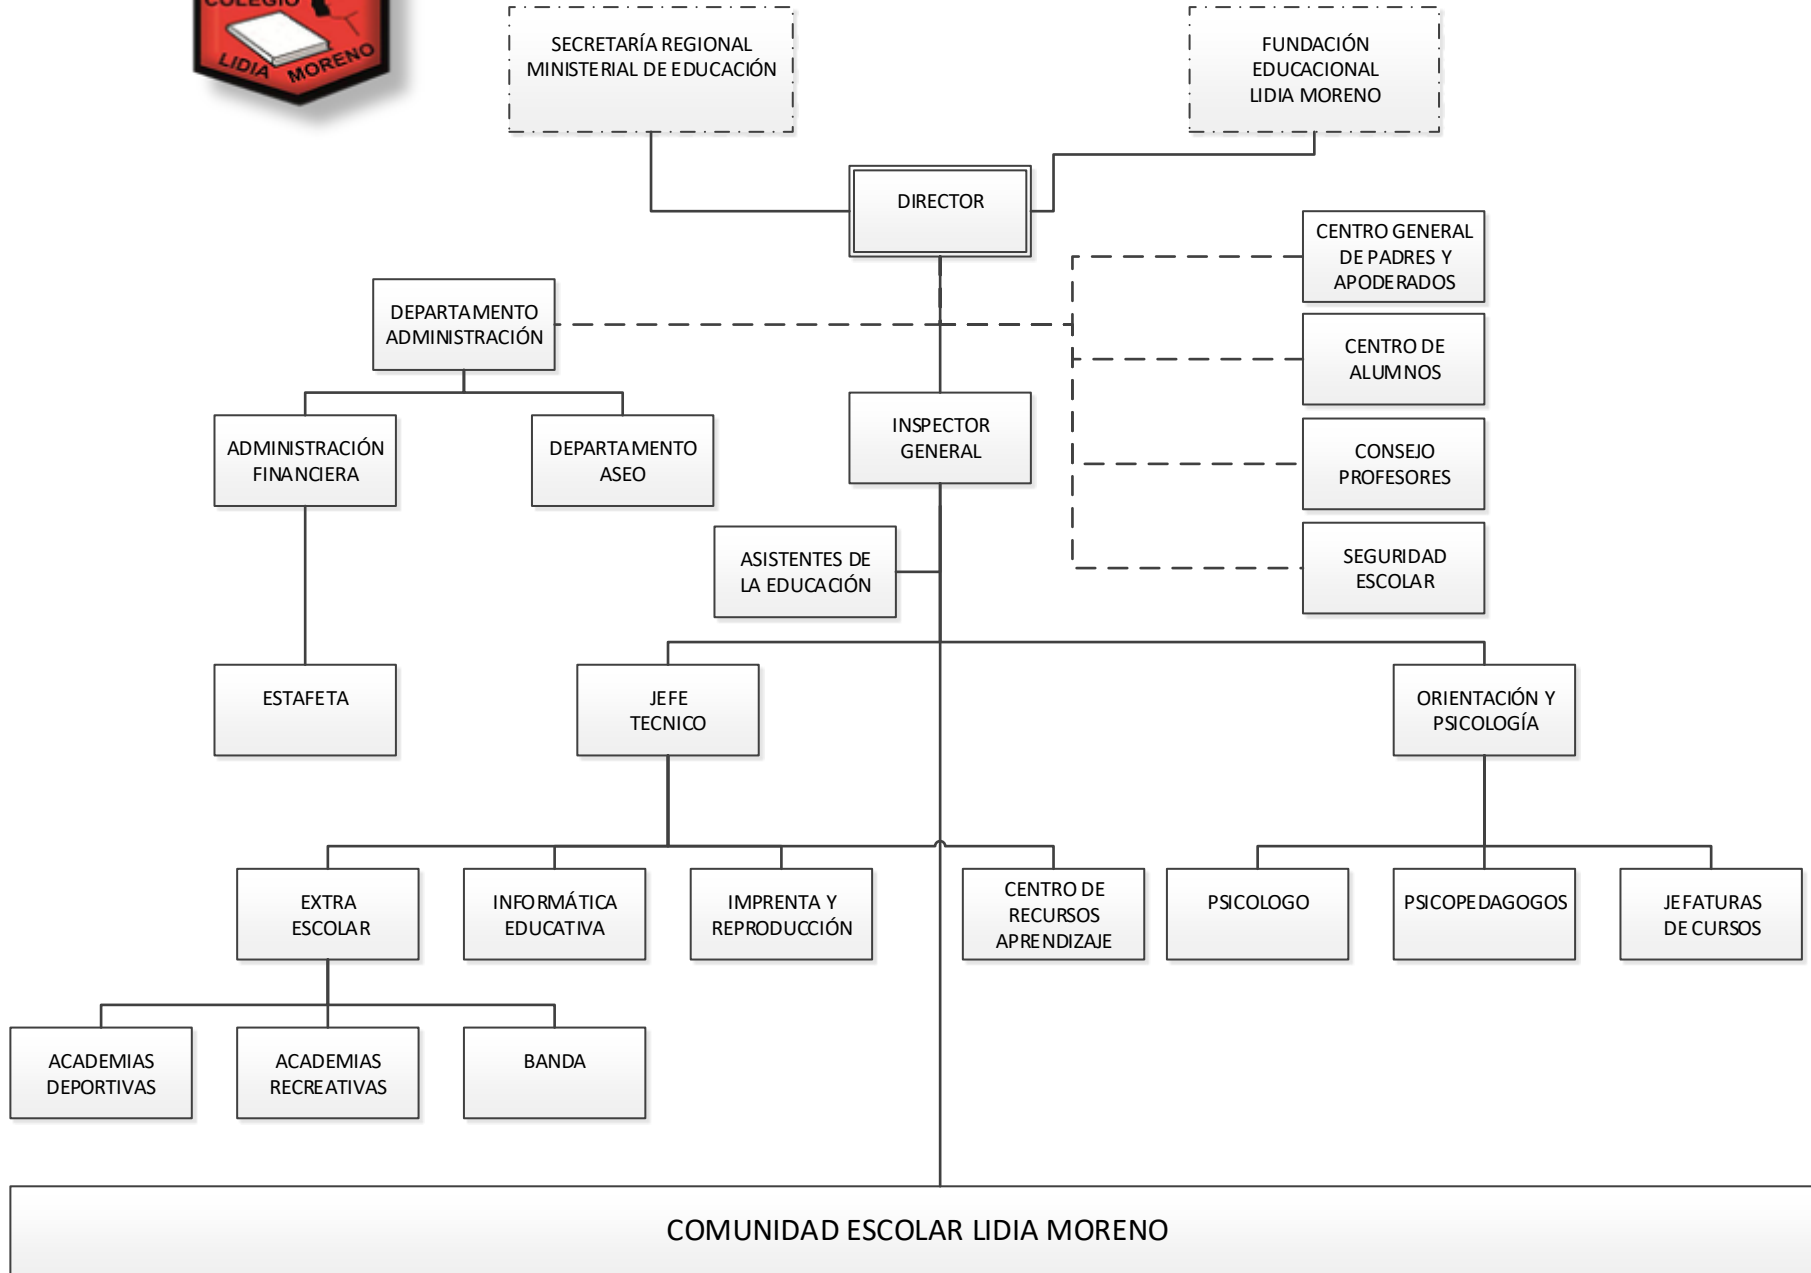 COLEGIO
LIDIA MORENO
SECRETARÍA REGIONAL
MINISTERIAL DE EDUCACIÓN
FUNDACIÓN
EDUCACIONAL
LIDIA MORENO
DIRECTOR
CENTRO GENERAL
DE PADRES Y
APODERADOS
DEPARTAMENTO
ADMINISTRACIÓN
CENTRO DE
ALUMNOS
ADMINISTRACIÓN
FINANCIERA
DEPARTAMENTO
ASEO
INSPECTOR
GENERAL
CONSEJO
PROFESORES
ASISTENTES DE
LA EDUCACIÓN
SEGURIDAD
ESCOLAR
ESTAFETA
JEFE
TECNICO
ORIENTACIÓN Y
PSICOLOGÍA
EXTRA
ESCOLAR
INFORMÁTICA
EDUCATIVA
IMPRENTA Y
REPRODUCCIÓN
CENTRO DE
RECURSOS
APRENDIZAJE
PSICOLOGO
PSICOPEDAGOGOS
JEFATURAS
DE CURSOS
ACADEMIAS
DEPORTIVAS
ACADEMIAS
RECREATIVAS
BANDA
COMUNIDAD ESCOLAR LIDIA MORENO